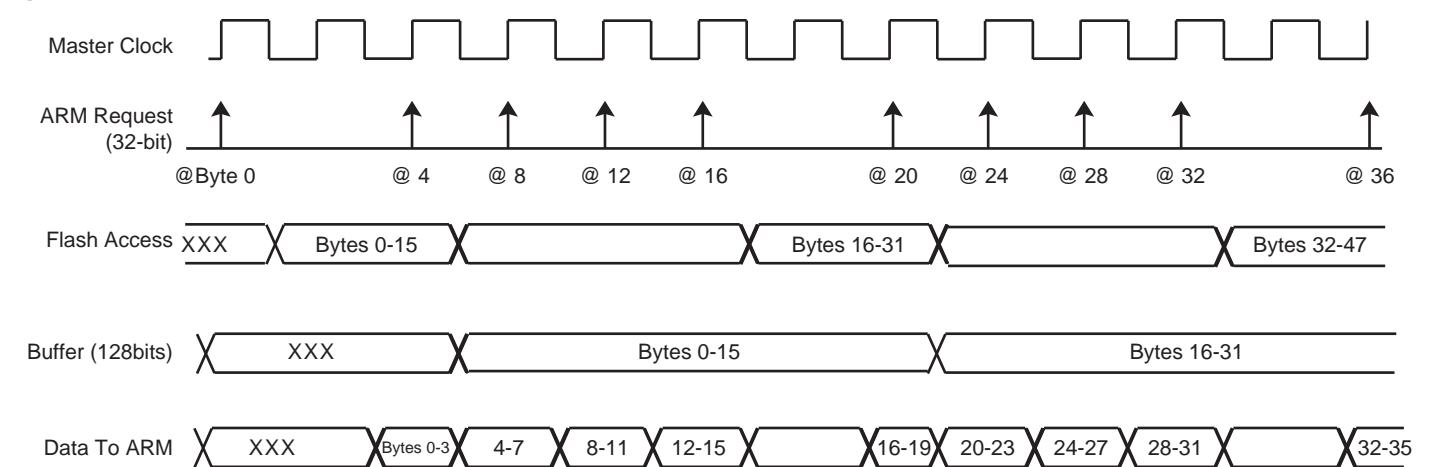 Master Clock
ARM Request
(32-bit)
@Byte 0 @ 4 @ 8 @ 12 @ 16 @ 20 @ 24 @ 28 @ 32 @ 36
Flash Access XXX Bytes 0-15 Bytes 16-31 Bytes 32-47
Buffer (128bits) XXX Bytes 0-15 Bytes 16-31
Data To ARM XXX Bytes 0-3 4-7 8-11 12-15 16-19 20-23 24-27 28-31 32-35